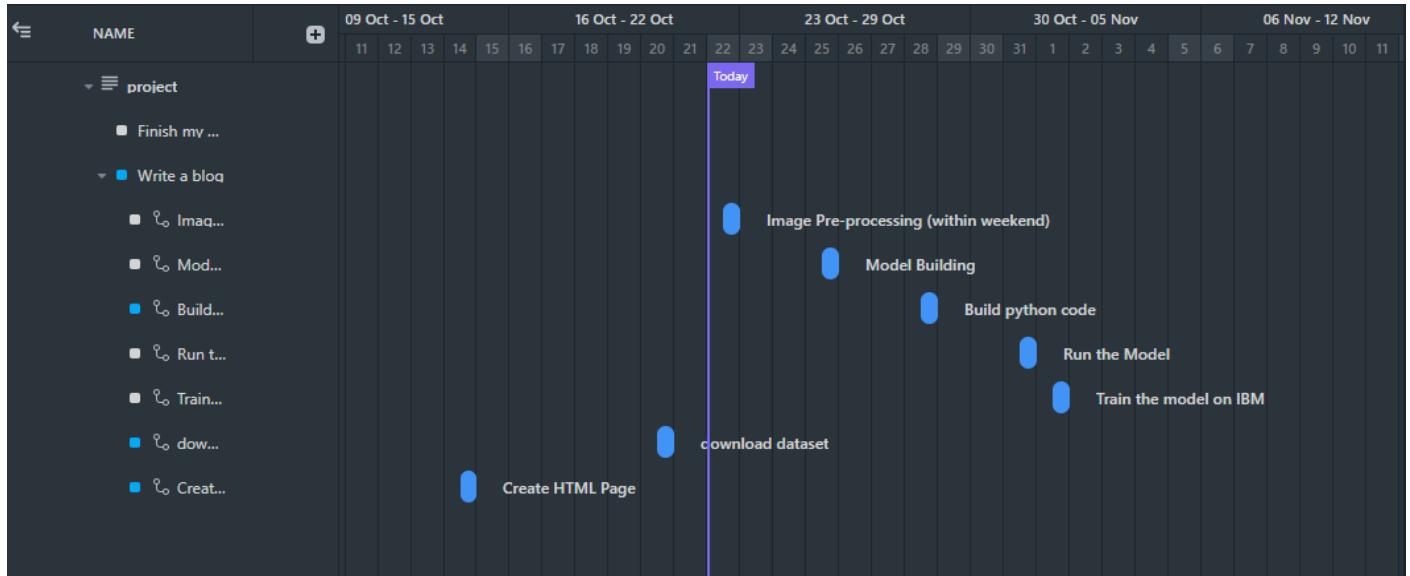 NAME
09 Oct - 15 Oct 16 Oct - 22 Oct 23 Oct - 29 Oct 30 Oct - 05 Nov 06 Nov - 12 Nov
11 12 13 14 15 16 17 18 19 20 21 22 23 24 25 26 27 28 29 30 31 1 2 3 4 5 6 7 8 9 10 11
Today
project
Finish my ...
Write a blog
Imag... Image Pre-processing (within weekend)
Mod... Model Building
Build... Build python code
Run t... Run the Model
Train... Train the model on IBM
dow... download dataset
Creat... Create HTML Page